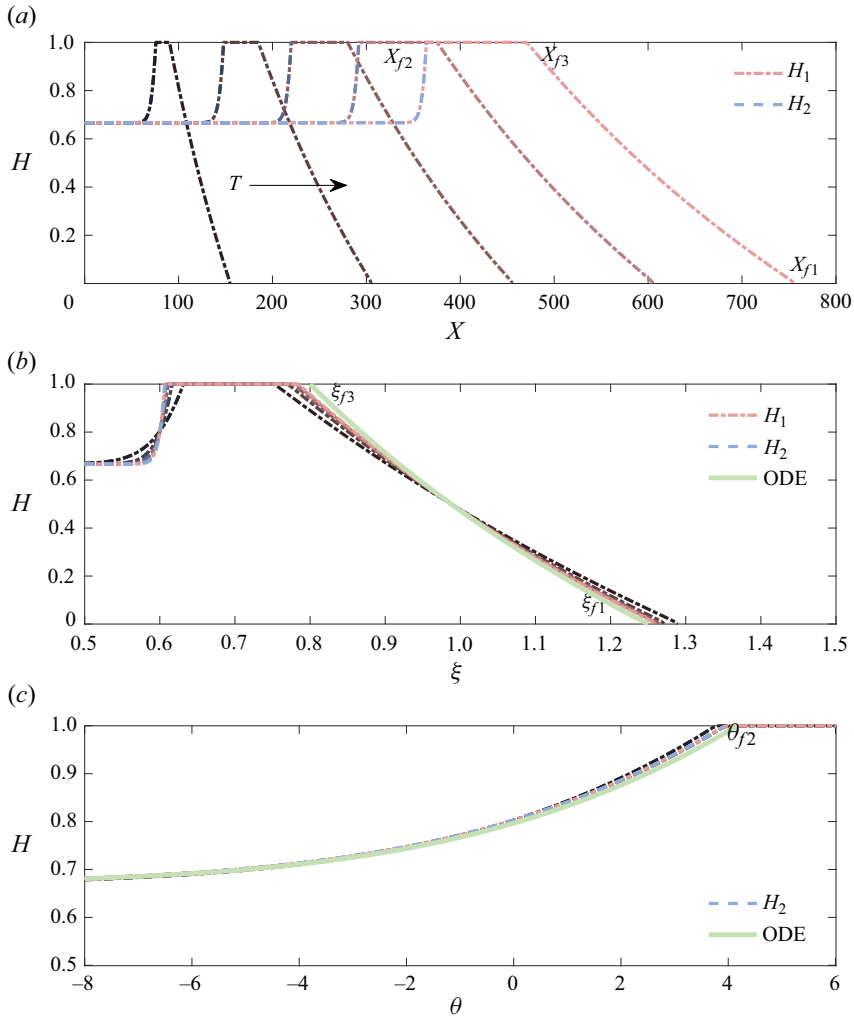 (a)
1.0
0.8
0.6
0.4
0.2
H
X_{f2}
X_{f3}
H_1
H_2
T
X_{f1}
0
100
200
300
400
500
600
700
800
X
(b)
1.0
0.8
0.6
0.4
0.2
0
H
ξ_{f3}
H_1
H_2
ODE
ξ_{f1}
0.5
0.6
0.7
0.8
0.9
1.0
1.1
1.2
1.3
1.4
1.5
ξ
(c)
1.0
0.9
0.8
0.7
0.6
0.5
H
θ_{f2}
H_2
ODE
−8
−6
−4
−2
0
2
4
6
θ